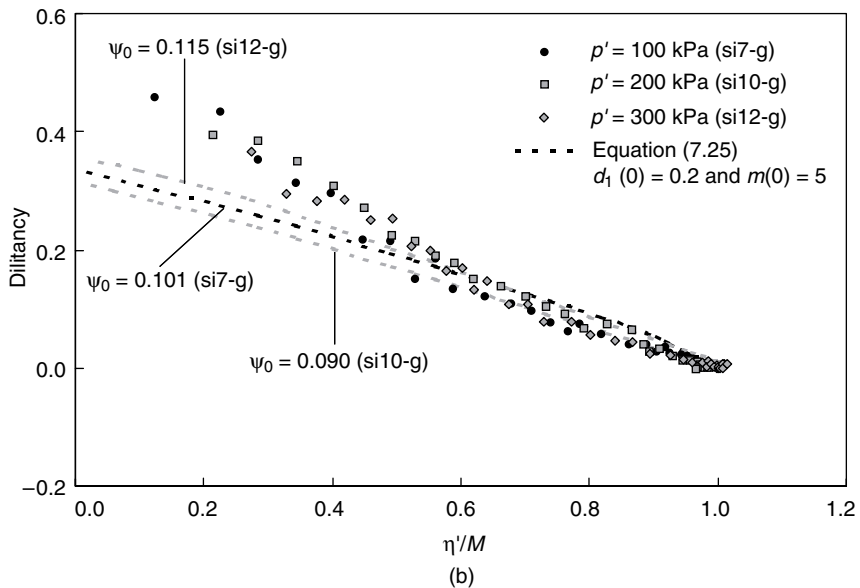 0.6
ψ0 = 0.115 (si12-g)
p' = 100 kPa (si7-g)
p' = 200 kPa (si10-g)
p' = 300 kPa (si12-g)
Equation (7.25)
d1 (0) = 0.2 and m(0) = 5
0.4
Dilitancy
0.2
ψ0 = 0.101 (si7-g)
ψ0 = 0.090 (si10-g)
0.0
−0.2
0.0 0.2 0.4 0.6 0.8 1.0 1.2
η'/M
(b)